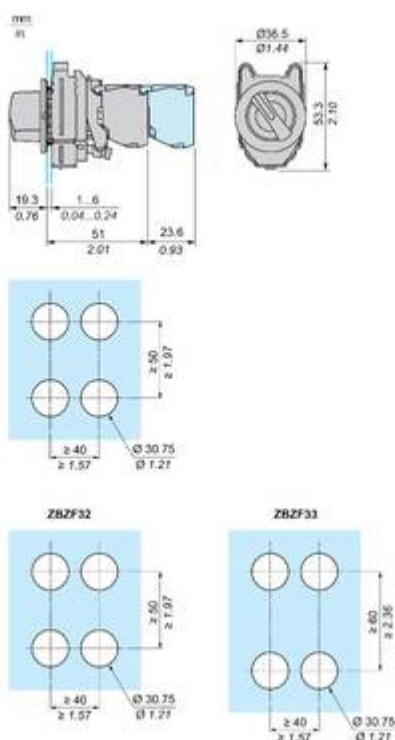 mm
in.
Ø36.5
Ø1.44
53.3
2.10
19.3
0.76
1...6
0.04...0.24
51
2.01
23.6
0.93
≥ 50
≥ 1.97
≥ 40
≥ 1.57
Ø 30.75
Ø 1.21
ZBZF32
ZBZF33
≥ 50
≥ 1.97
≥ 60
≥ 2.36
≥ 40
≥ 1.57
Ø 30.75
Ø 1.21
≥ 40
≥ 1.57
Ø 30.75
Ø 1.21